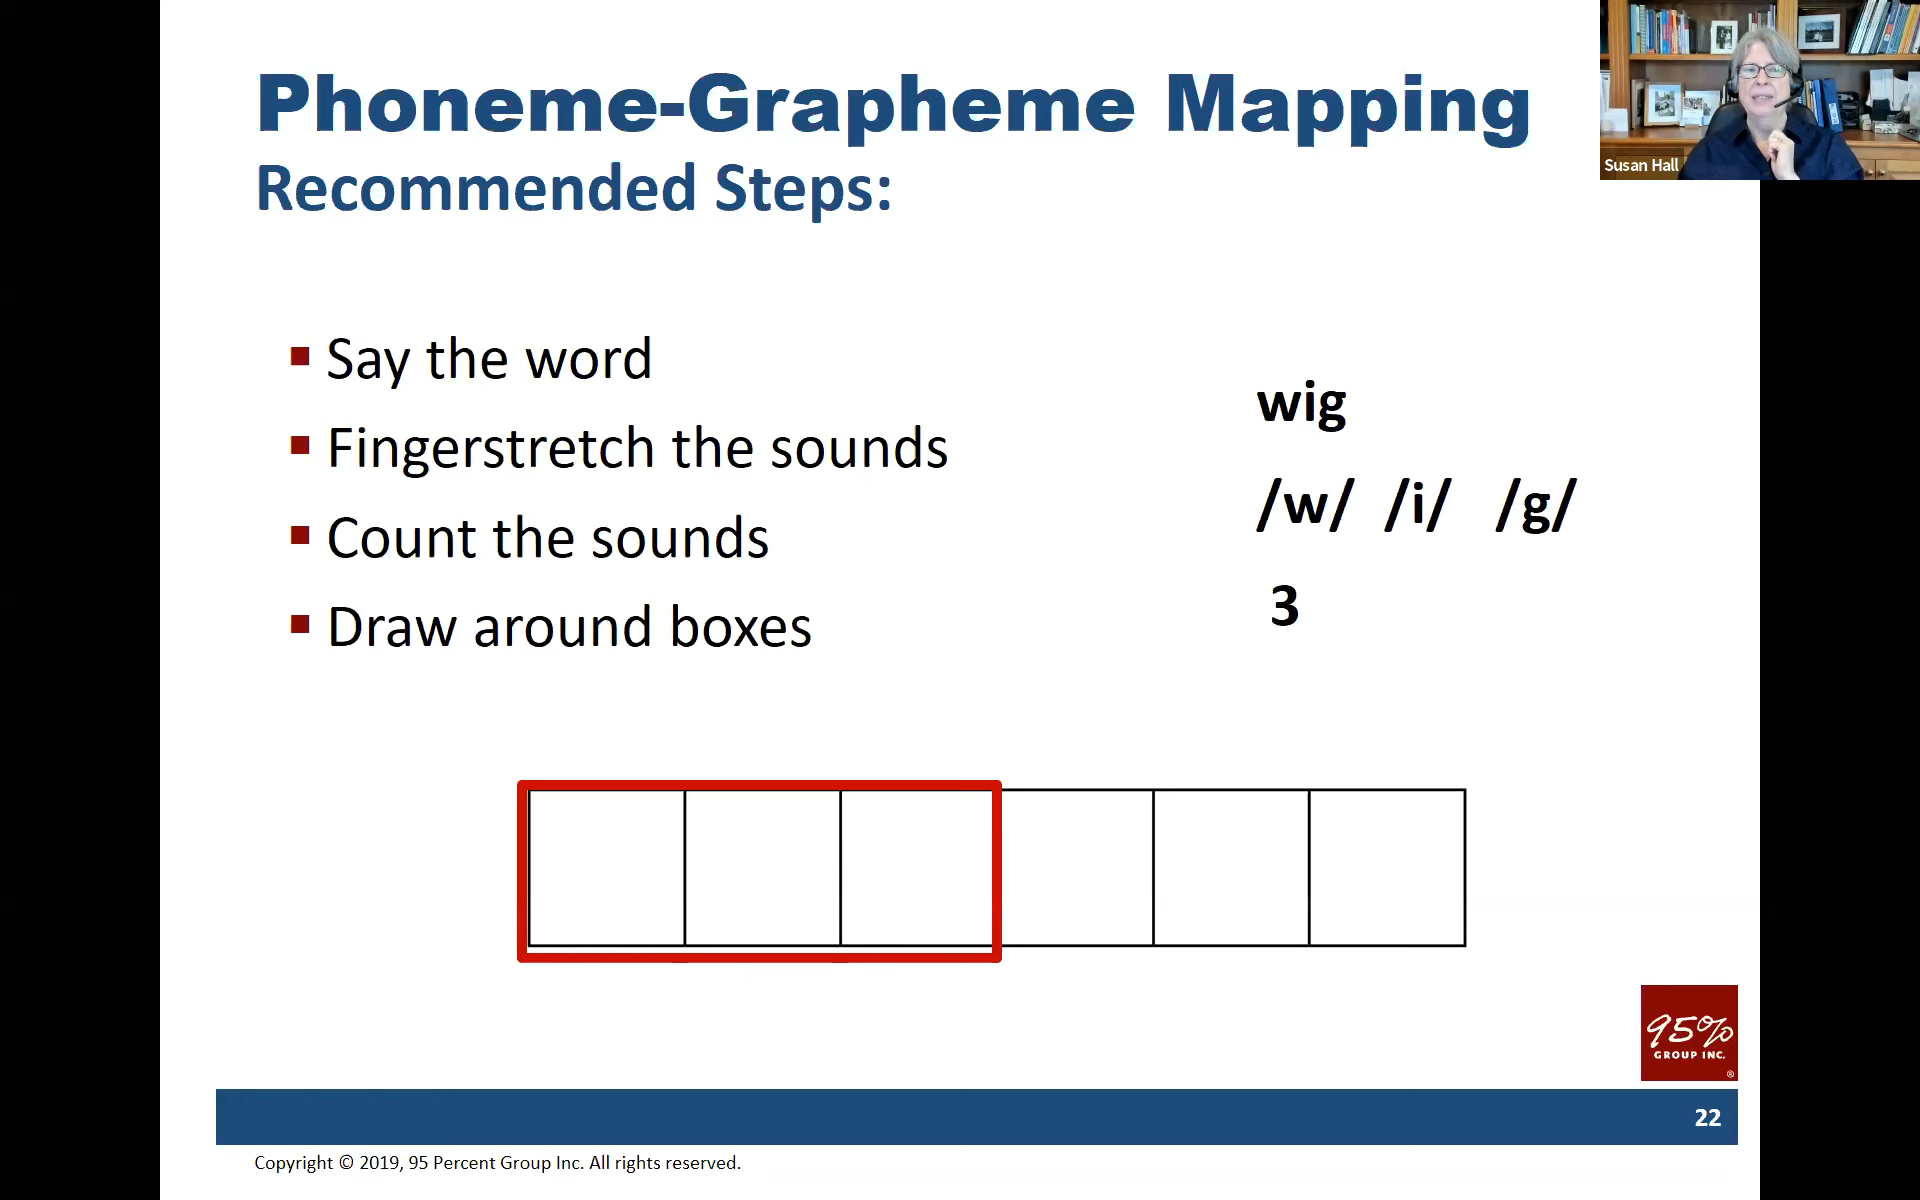 Phoneme-Grapheme Mapping
Recommended Steps:
Susan Hall
Say the word
Fingerstretch the sounds
Count the sounds
Draw around boxes
wig
/w/ /i/ /g/
3
95%
GROUP INC.
®
22
Copyright © 2019, 95 Percent Group Inc. All rights reserved.